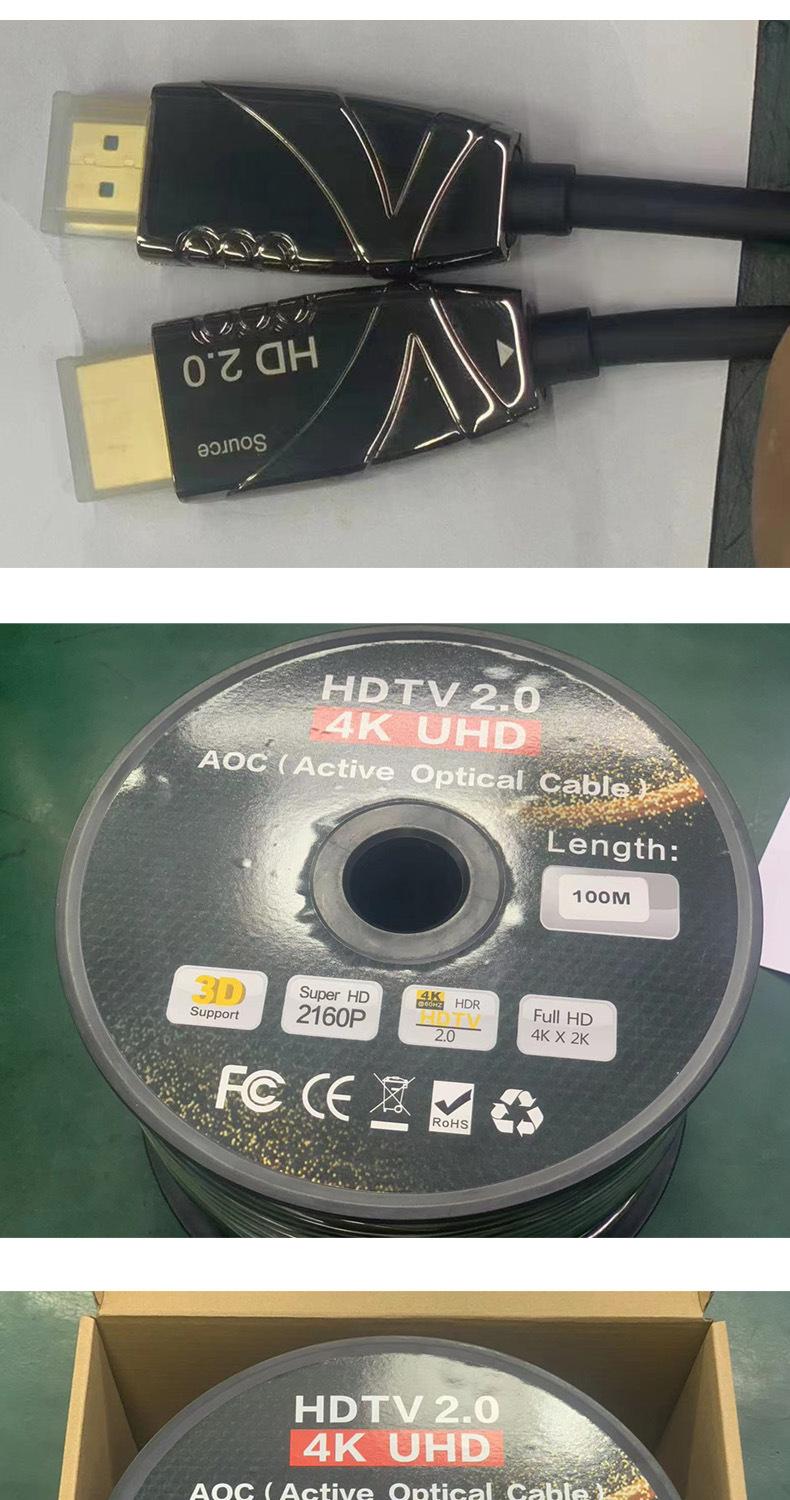 HD 2.0
Source
HDTV 2.0
4K UHD
AOC ( Active Optical Cable )
Length:
100M
3D
Support
Super HD
2160P
4K
@60HZ
HDR
HDTV
2.0
Full HD
4K X 2K
FC CE
RoHS
HDTV 2.0
4K UHD
AOC ( Active Optical Cable )